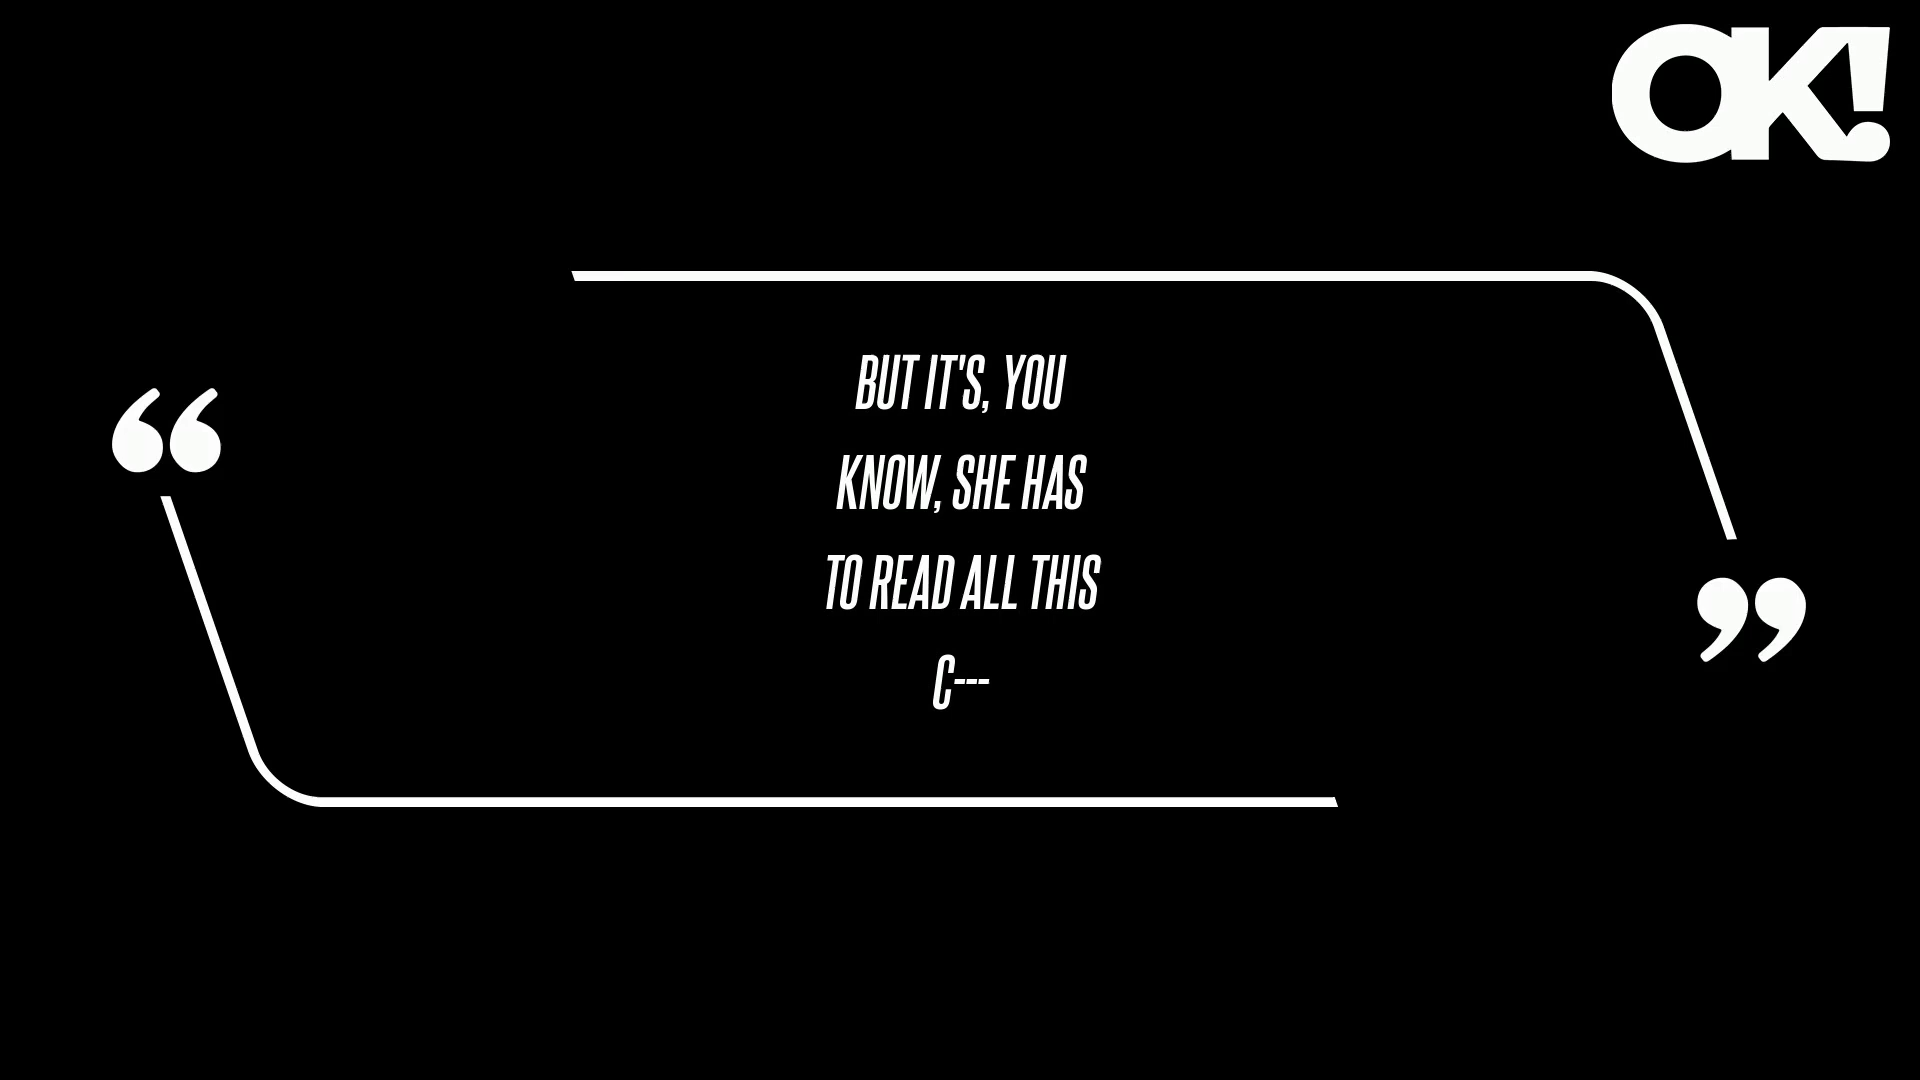 OK!
“
BUT IT'S, YOU
KNOW, SHE HAS
TO READ ALL THIS
C---
”